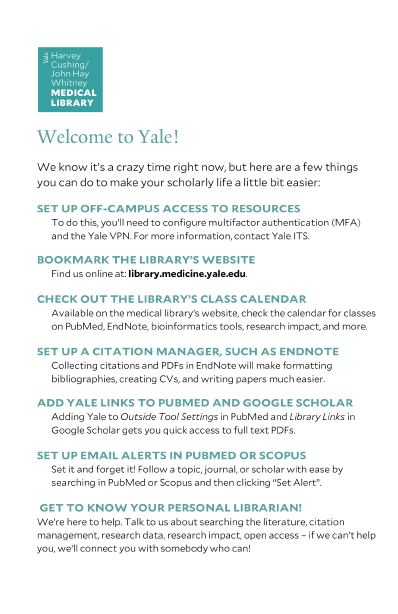 Yale
Harvey
Cushing/
John Hay
Whitney
MEDICAL
LIBRARY
Welcome to Yale!
We know it's a crazy time right now, but here are a few things
you can do to make your scholarly life a little bit easier:
SET UP OFF-CAMPUS ACCESS TO RESOURCES
To do this, you'll need to configure multifactor authentication (MFA)
and the Yale VPN. For more information, contact Yale ITS.
BOOKMARK THE LIBRARY'S WEBSITE
Find us online at: library.medicine.yale.edu.
CHECK OUT THE LIBRARY'S CLASS CALENDAR
Available on the medical library's website, check the calendar for classes
on PubMed, EndNote, bioinformatics tools, research impact, and more.
SET UP A CITATION MANAGER, SUCH AS ENDNOTE
Collecting citations and PDFs in EndNote will make formatting
bibliographies, creating CVs, and writing papers much easier.
ADD YALE LINKS TO PUBMED AND GOOGLE SCHOLAR
Adding Yale to Outside Tool Settings in PubMed and Library Links in
Google Scholar gets you quick access to full text PDFs.
SET UP EMAIL ALERTS IN PUBMED OR SCOPUS
Set it and forget it! Follow a topic, journal, or scholar with ease by
searching in PubMed or Scopus and then clicking "Set Alert".
GET TO KNOW YOUR PERSONAL LIBRARIAN!
We're here to help. Talk to us about searching the literature, citation
management, research data, research impact, open access – if we can't help
you, we'll connect you with somebody who can!